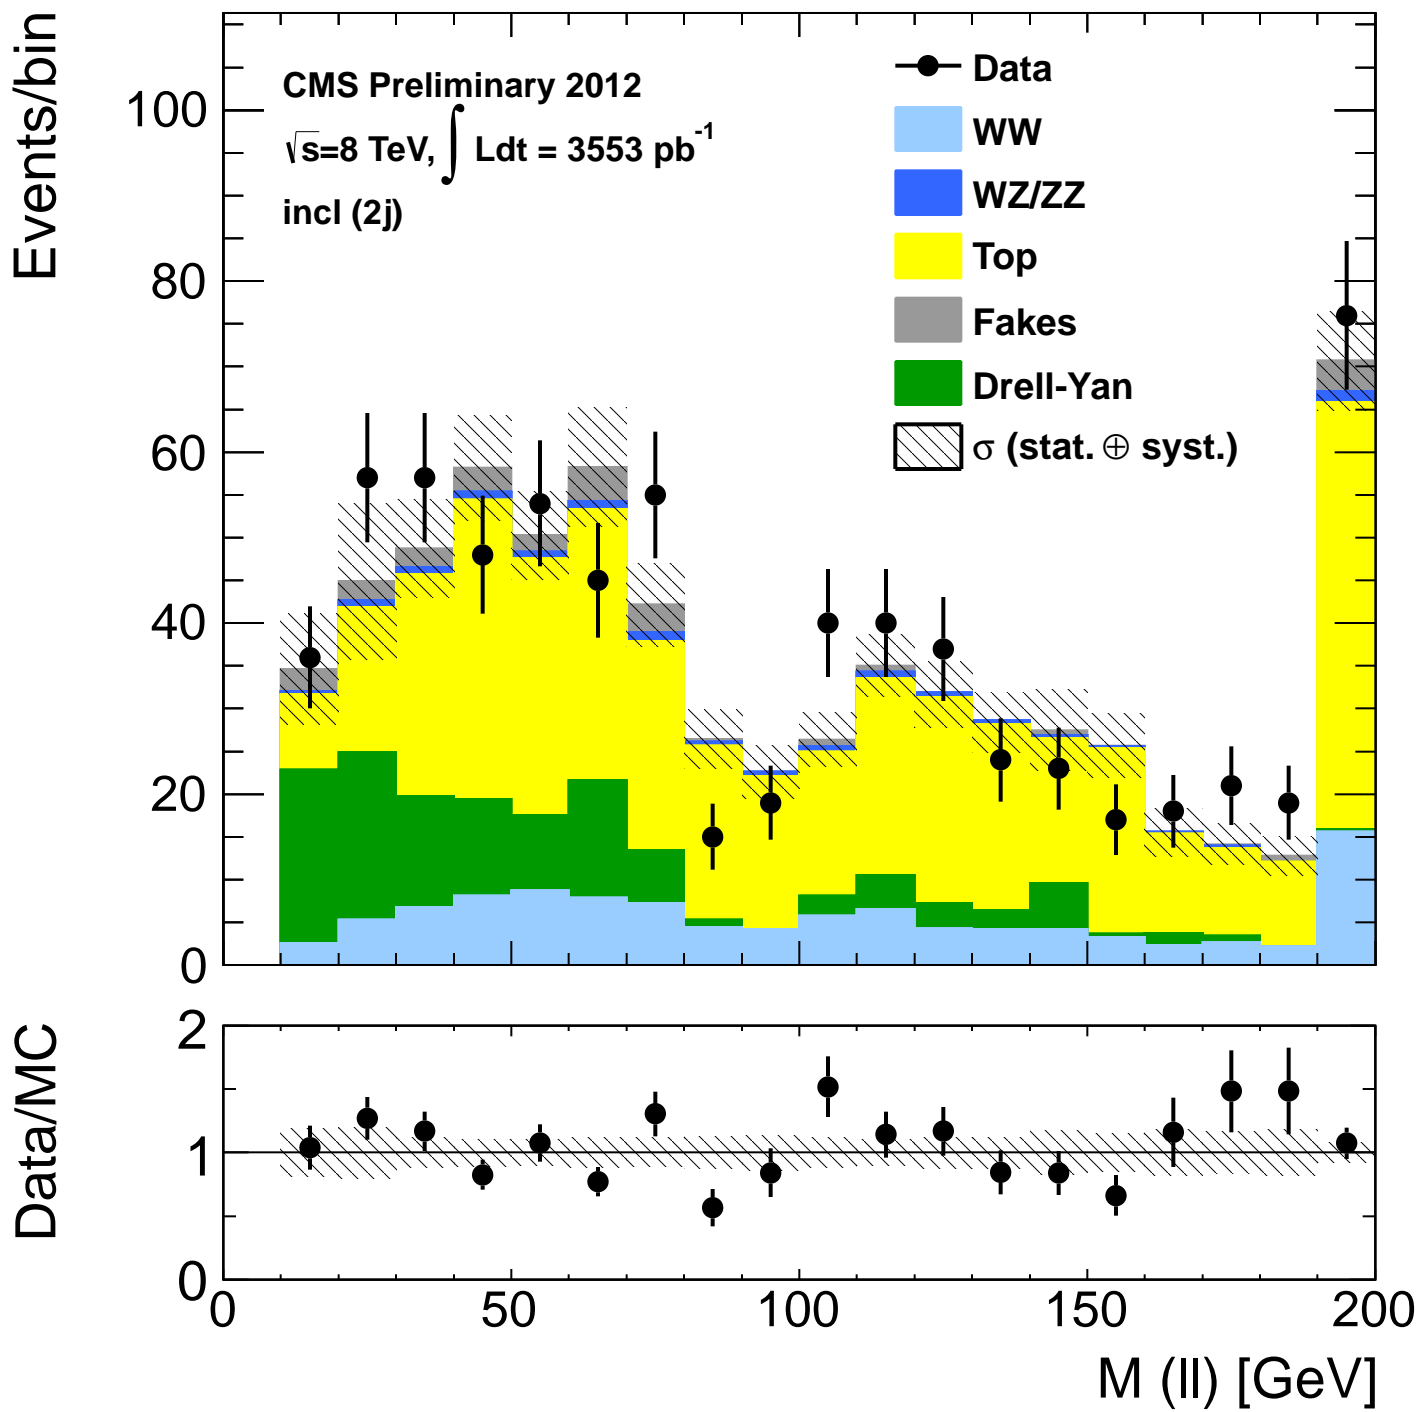 Events/bin
100
80
60
40
20
0
CMS Preliminary 2012
√s=8 TeV, ∫ Ldt = 3553 pb⁻¹
incl (2j)
Data
WW
WZ/ZZ
Top
Fakes
Drell-Yan
σ (stat. ⊕ syst.)
Data/MC
2
1
0
0 50 100 150 200
M (ll) [GeV]